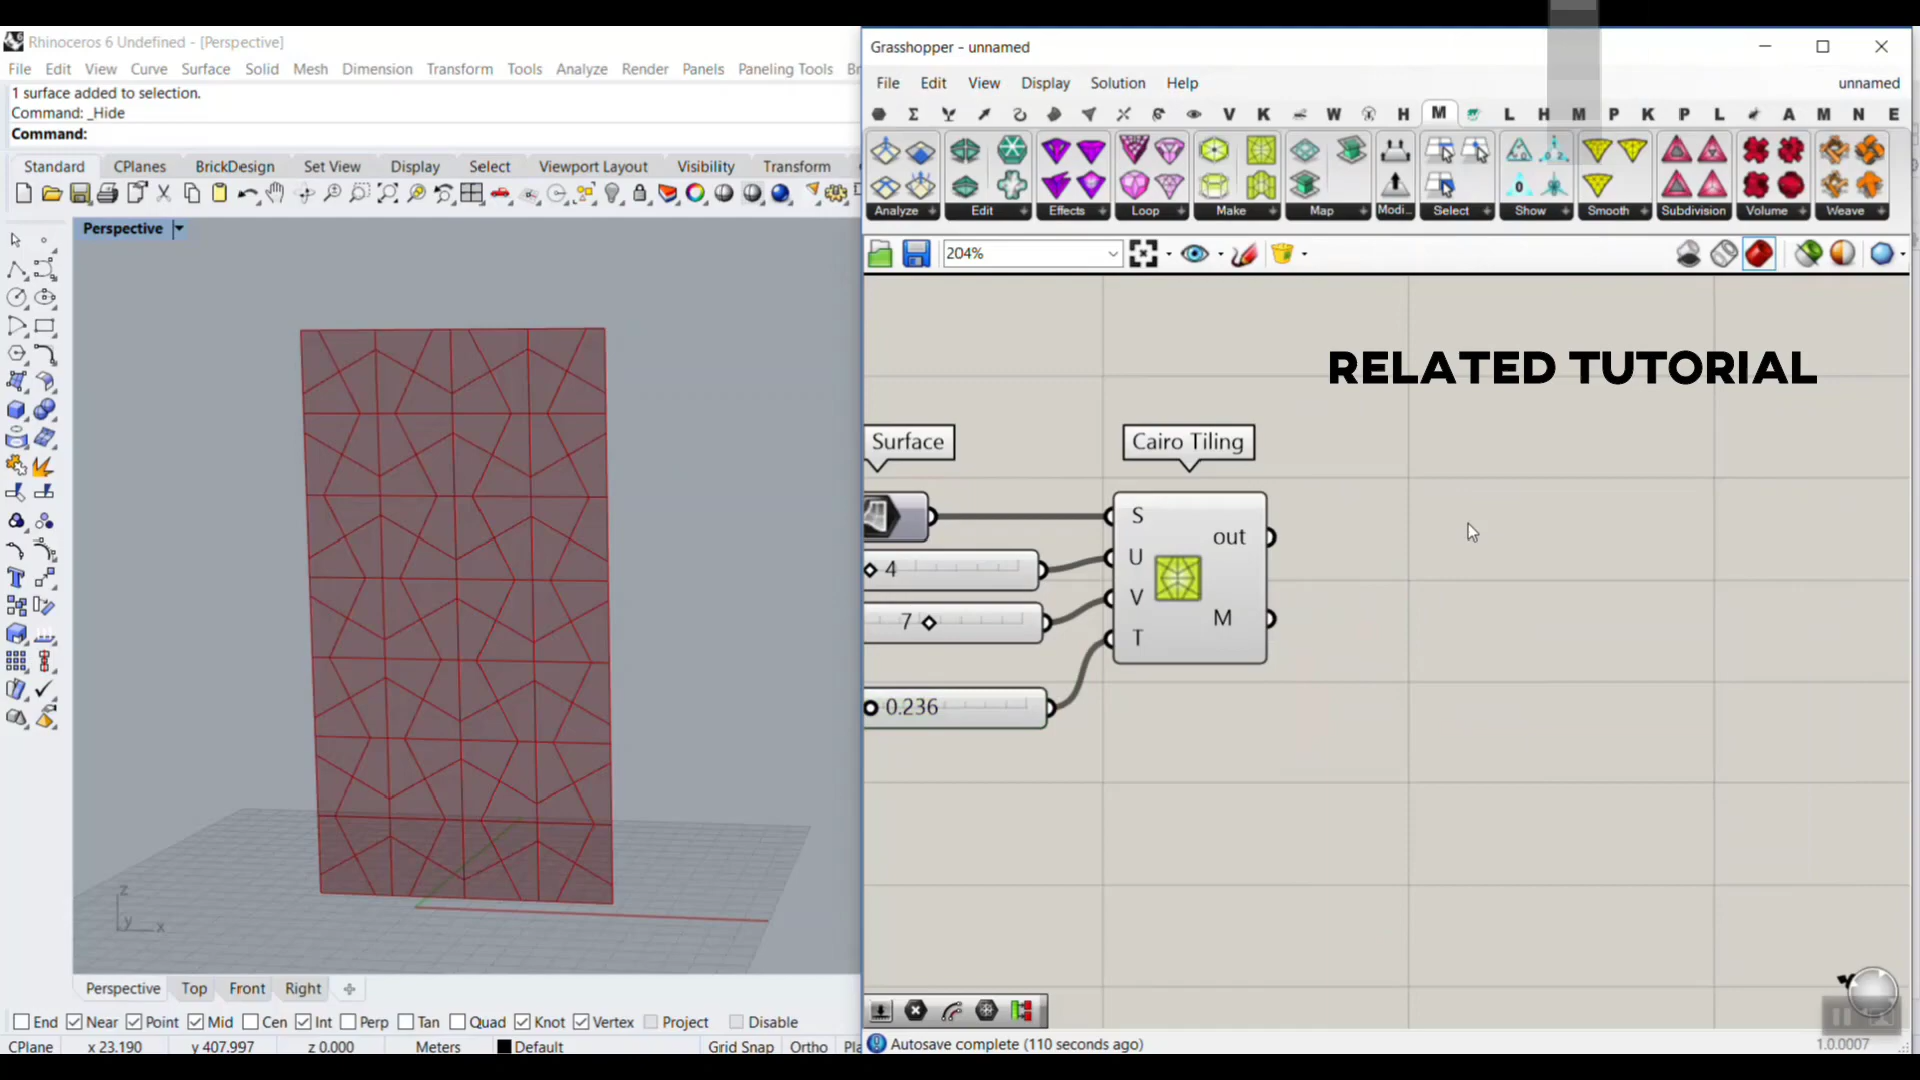 Rhinoceros 6 Undefined - [Perspective]
File Edit View Curve Surface Solid Mesh Dimension Transform Tools Analyze Render Panels Paneling Tools
1 surface added to selection.
Command: _Hide
Command:
Standard CPlanes BrickDesign Set View Display Select Viewport Layout Visibility Transform
Perspective
z
y x
Perspective Top Front Right
End Near Point Mid Cen Int Perp Tan Quad Knot Vertex Project Disable
CPlane x 23.190 y 407.997 z 0.000 Meters Default Grid Snap Ortho
Grasshopper - unnamed
File Edit View Display Solution Help unnamed
V K W H M L H M P K P L A M N E
Analyze Edit Effects Loop Make Map Modi... Select Show Smooth Subdivision Volume Weave
204%
RELATED TUTORIAL
Surface Cairo Tiling
S
out
U
4
V
7
M
T
0.236
Autosave complete (110 seconds ago)
1.0.0007